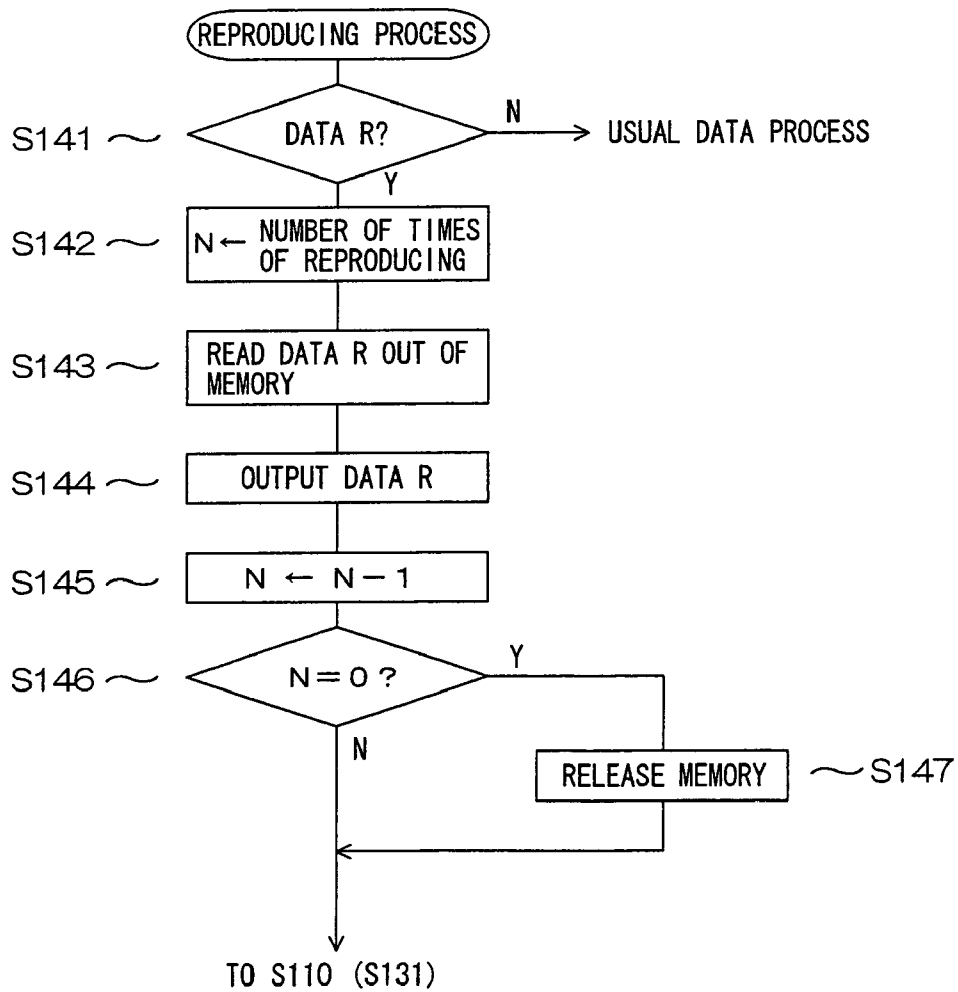 REPRODUCING PROCESS
S141 DATA R? N USUAL DATA PROCESS
Y
S142 N← NUMBER OF TIMES
OF REPRODUCING
S143 READ DATA R OUT OF
MEMORY
S144 OUTPUT DATA R
S145 N ← N−1
S146 N=0? Y
N
RELEASE MEMORY S147
TO S110 (S131)